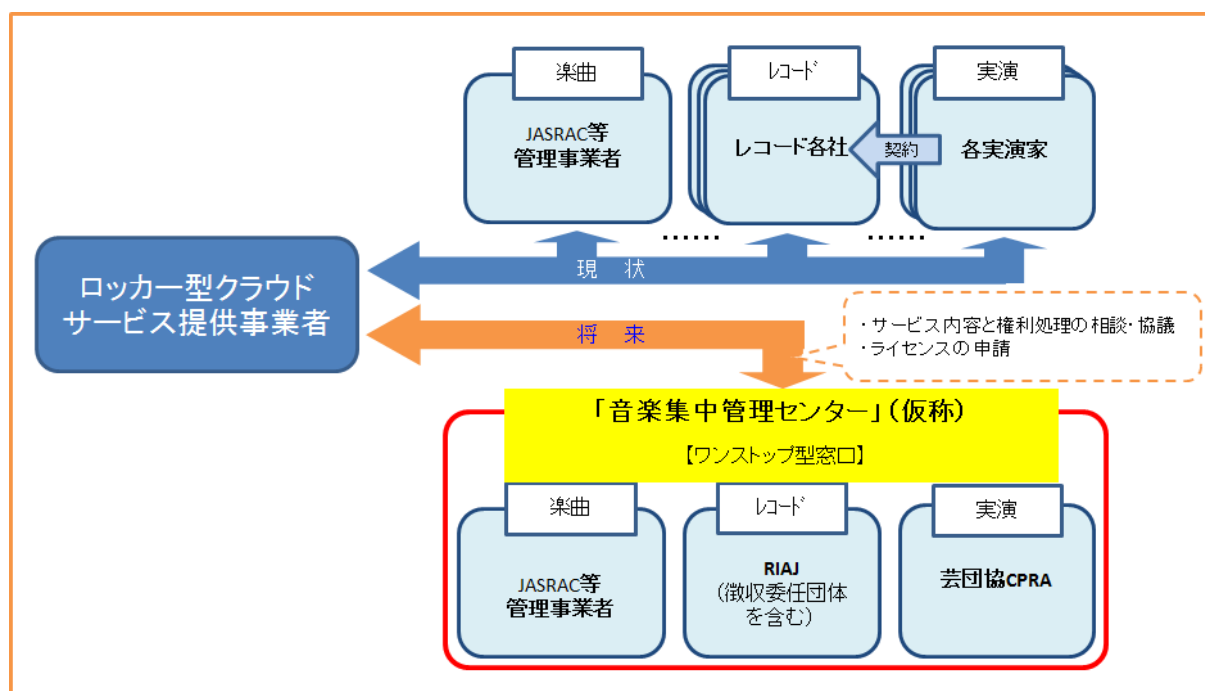 楽曲
JASRAC等
管理事業者
レコード
レコード各社
契約
実演
各実演家
……
……
現 状
ロッカー型クラウド
サービス提供事業者
将 来
・サービス内容と権利処理の相談・協議
・ライセンスの申請
「音楽集中管理センター」(仮称)
【ワンストップ型窓口】
楽曲
JASRAC等
管理事業者
レコード
RIAJ
(徴収委任団体
を含む)
実演
芸団協CPRA